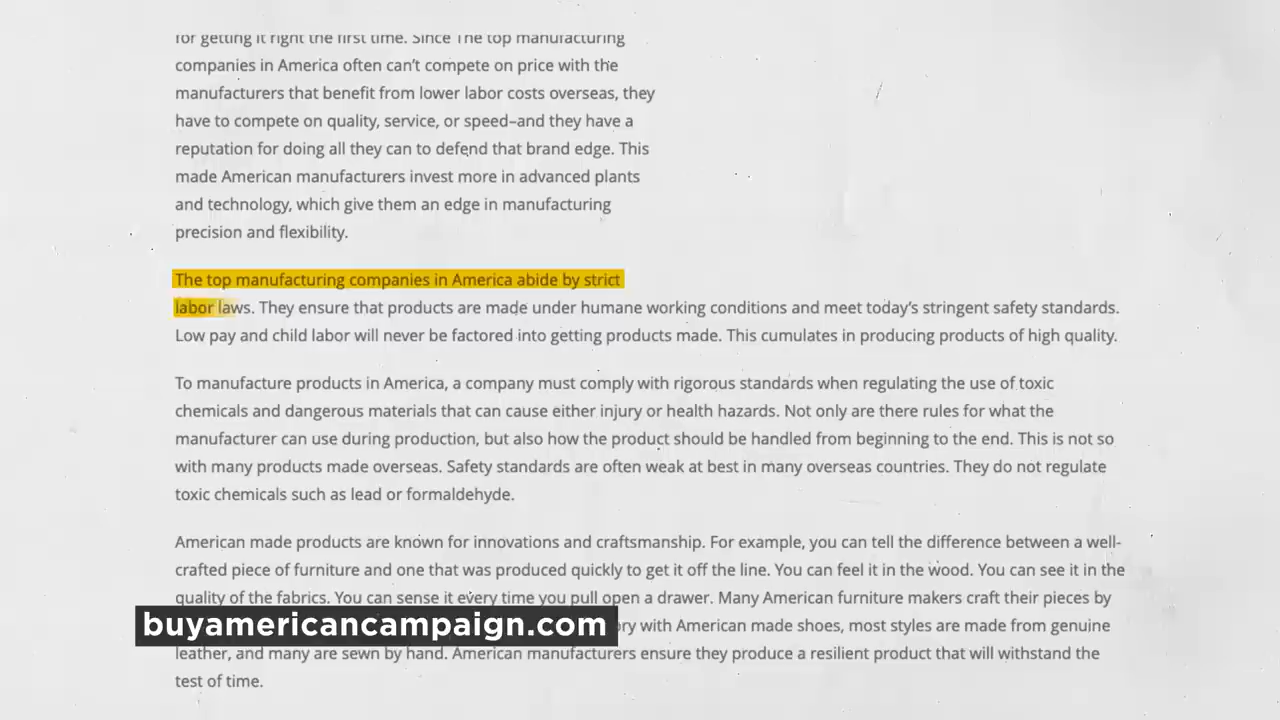 for getting it right the first time. Since The top manufacturing
companies in America often can’t compete on price with the
manufacturers that benefit from lower labor costs overseas, they
have to compete on quality, service, or speed–and they have a
reputation for doing all they can to defend that brand edge. This
made American manufacturers invest more in advanced plants
and technology, which give them an edge in manufacturing
precision and flexibility.
The top manufacturing companies in America abide by strict
labor laws. They ensure that products are made under humane working conditions and meet today’s stringent safety standards.
Low pay and child labor will never be factored into getting products made. This cumulates in producing products of high quality.
To manufacture products in America, a company must comply with rigorous standards when regulating the use of toxic
chemicals and dangerous materials that can cause either injury or health hazards. Not only are there rules for what the
manufacturer can use during production, but also how the product should be handled from beginning to the end. This is not so
with many products made overseas. Safety standards are often weak at best in many overseas countries. They do not regulate
toxic chemicals such as lead or formaldehyde.
American made products are known for innovations and craftsmanship. For example, you can tell the difference between a well-
crafted piece of furniture and one that was produced quickly to get it off the line. You can feel it in the wood. You can see it in the
quality of the fabrics. You can sense it every time you pull open a drawer. Many American furniture makers craft their pieces by
buyamericancampaign.com
with American made shoes, most styles are made from genuine
leather, and many are sewn by hand. American manufacturers ensure they produce a resilient product that will withstand the
test of time.